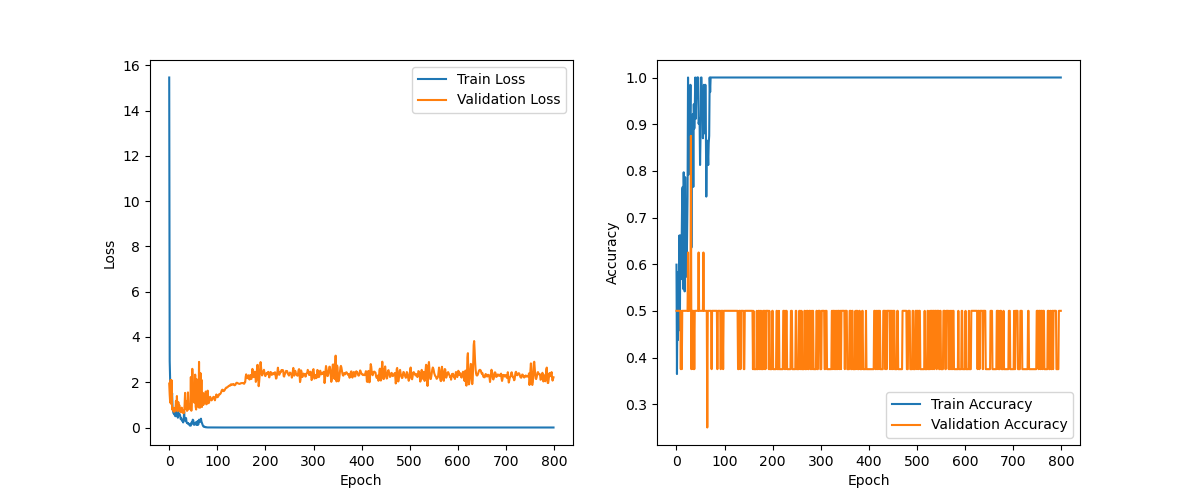 16
14
12
10
8
6
4
2
0
Loss
Train Loss
Validation Loss
0 100 200 300 400 500 600 700 800
Epoch
1.0
0.9
0.8
0.7
0.6
0.5
0.4
0.3
Accuracy
Train Accuracy
Validation Accuracy
0 100 200 300 400 500 600 700 800
Epoch